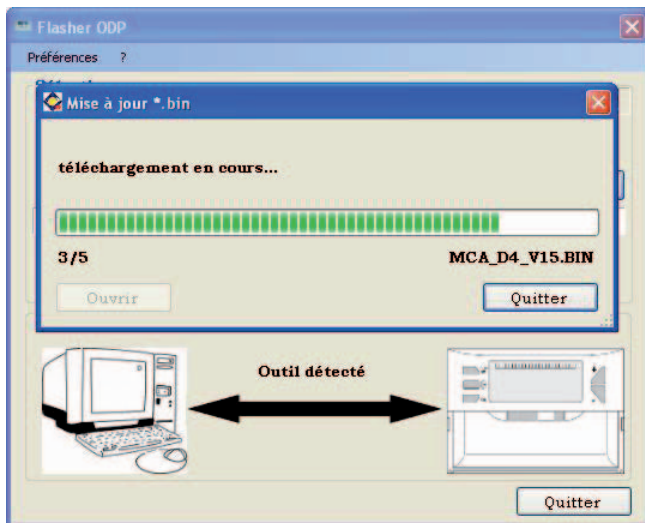 Flasher ODP
Préférences ?
Mise à jour *.bin
téléchargement en cours...
3/5 MCA_D4_V15.BIN
Ouvrir Quitter
Outil détecté
Quitter